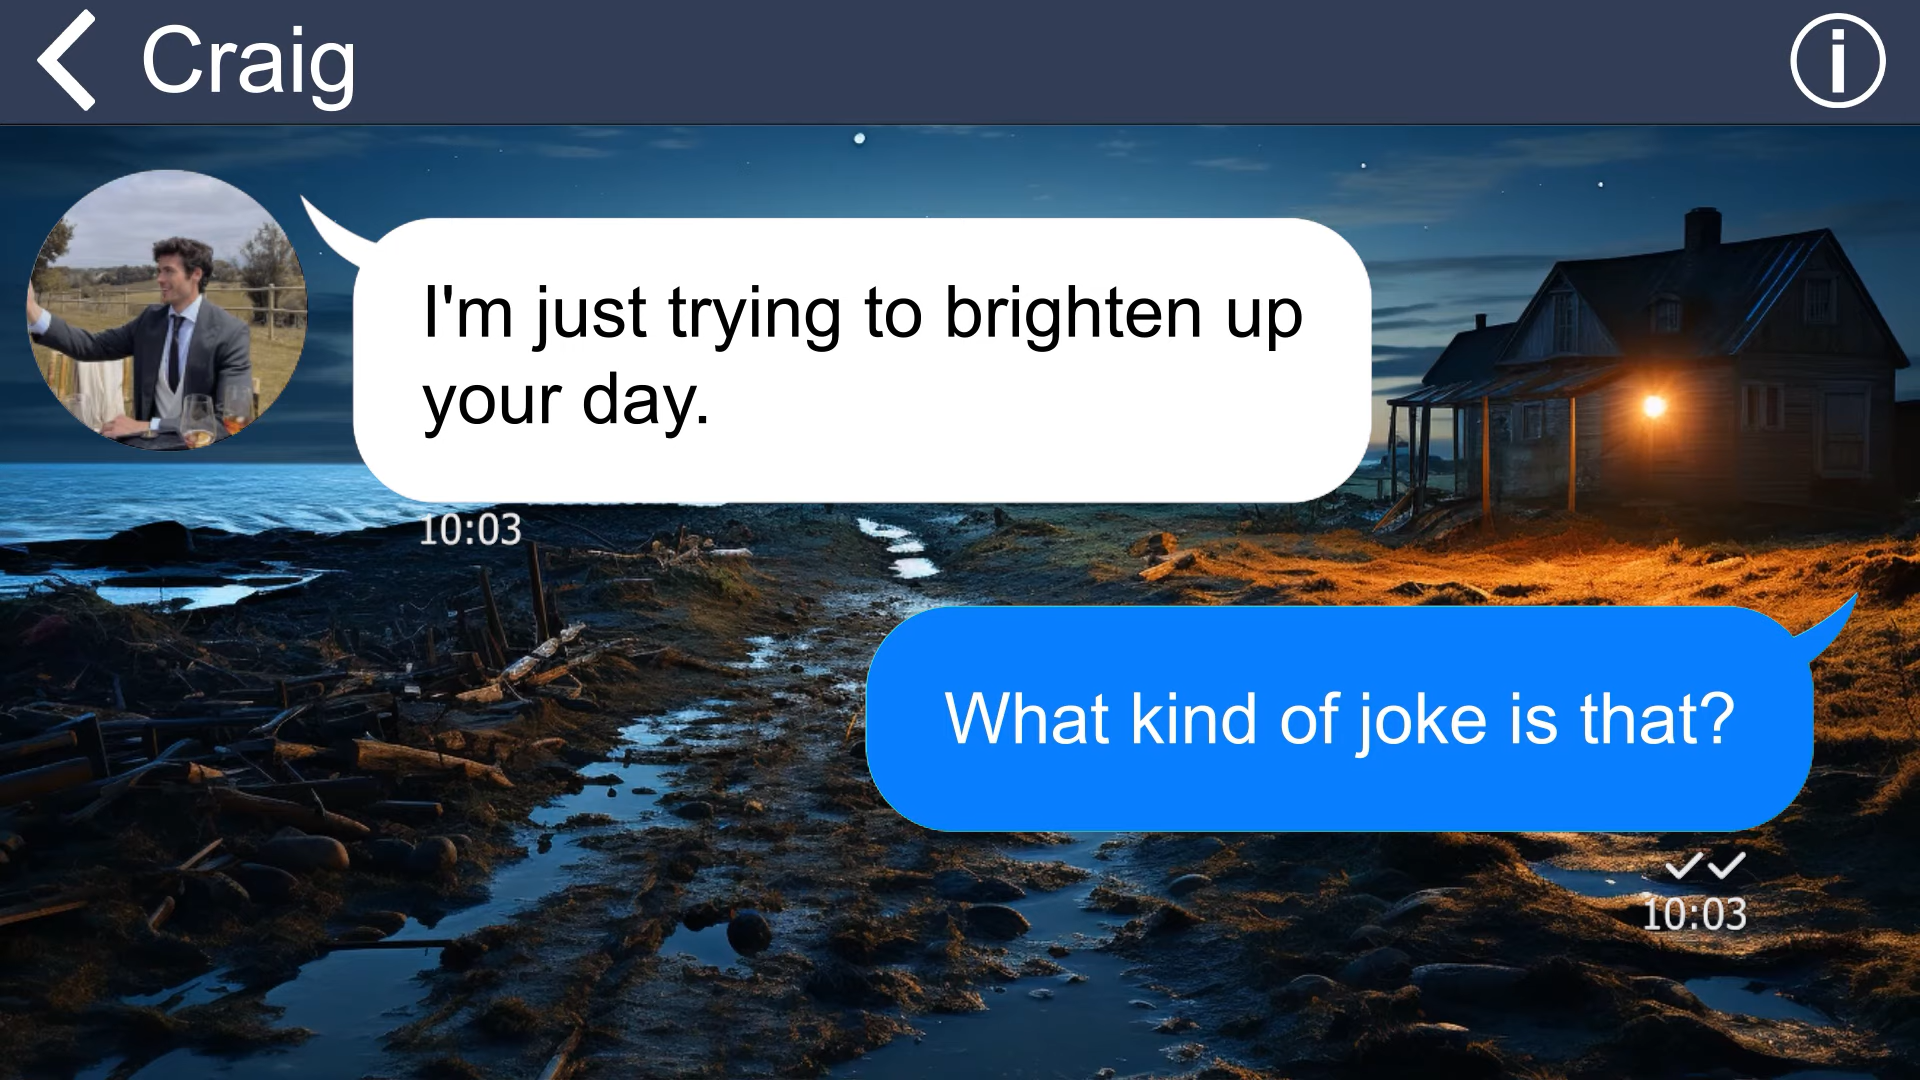 Craig
I'm just trying to brighten up
your day.
10:03
What kind of joke is that?
10:03